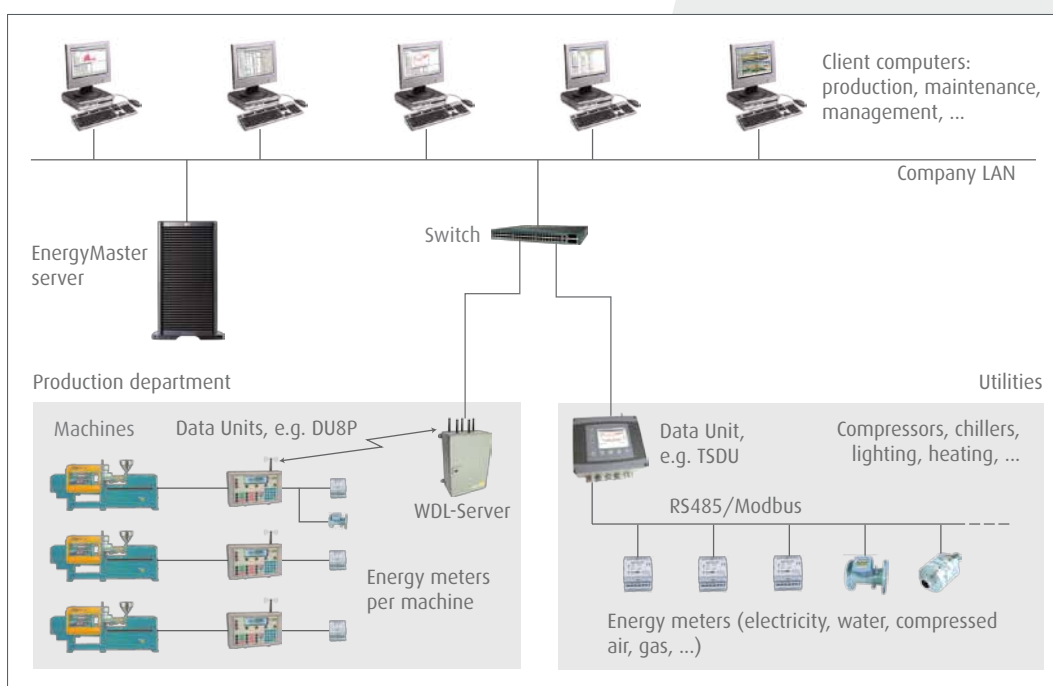 Client computers:
production, maintenance,
management, ...
Company LAN
EnergyMaster
server
Switch
Production department
Utilities
Machines
Data Units, e.g. DU8P
WDL-Server
Energy meters
per machine
Data Unit,
e.g. TSDU
Compressors, chillers,
lighting, heating, ...
RS485/Modbus
Energy meters (electricity, water, compressed
air, gas, ...)